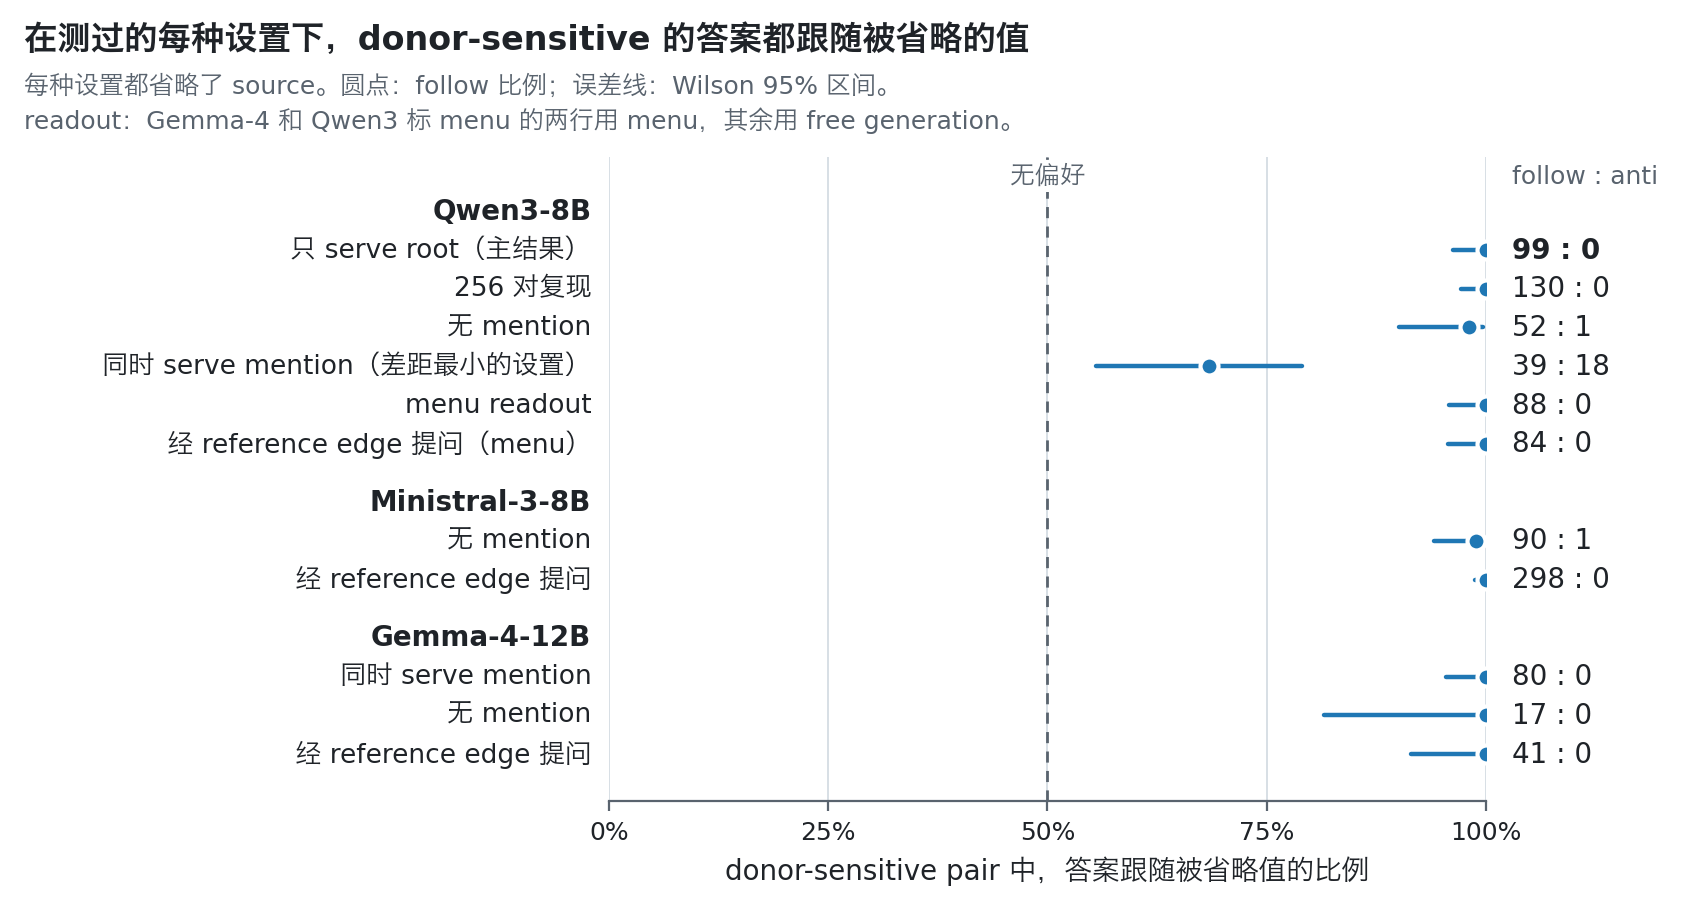 在测过的每种设置下，donor-sensitive 的答案都跟随被省略的值
每种设置都省略了 source。圆点：follow 比例；误差线：Wilson 95% 区间。
readout：Gemma-4 和 Qwen3 标 menu 的两行用 menu，其余用 free generation。
无偏好
follow : anti
Qwen3-8B
只 serve root（主结果） 99 : 0
256 对复现 130 : 0
无 mention 52 : 1
同时 serve mention（差距最小的设置） 39 : 18
menu readout 88 : 0
经 reference edge 提问（menu） 84 : 0
Ministral-3-8B
无 mention 90 : 1
经 reference edge 提问 298 : 0
Gemma-4-12B
同时 serve mention 80 : 0
无 mention 17 : 0
经 reference edge 提问 41 : 0
0% 25% 50% 75% 100%
donor-sensitive pair 中，答案跟随被省略值的比例